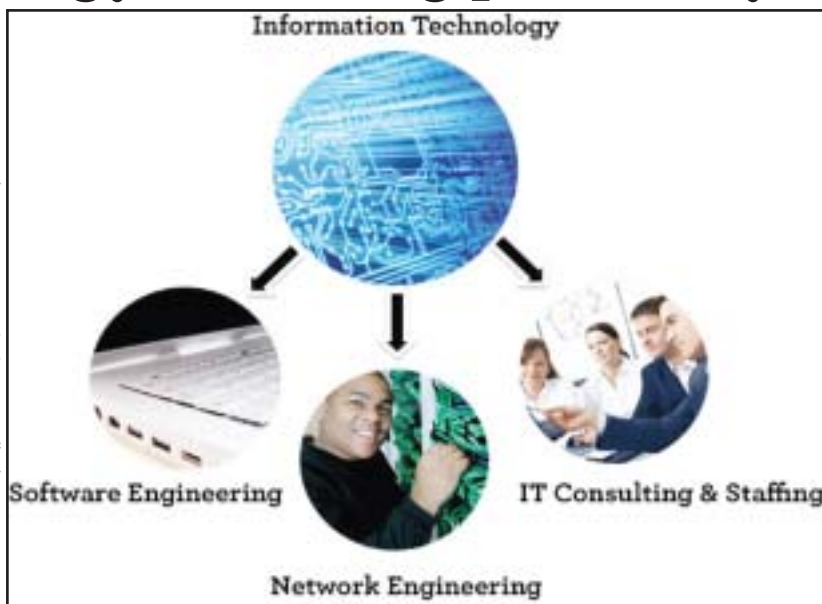 Information Technology
Software Engineering
IT Consulting & Staffing
Network Engineering